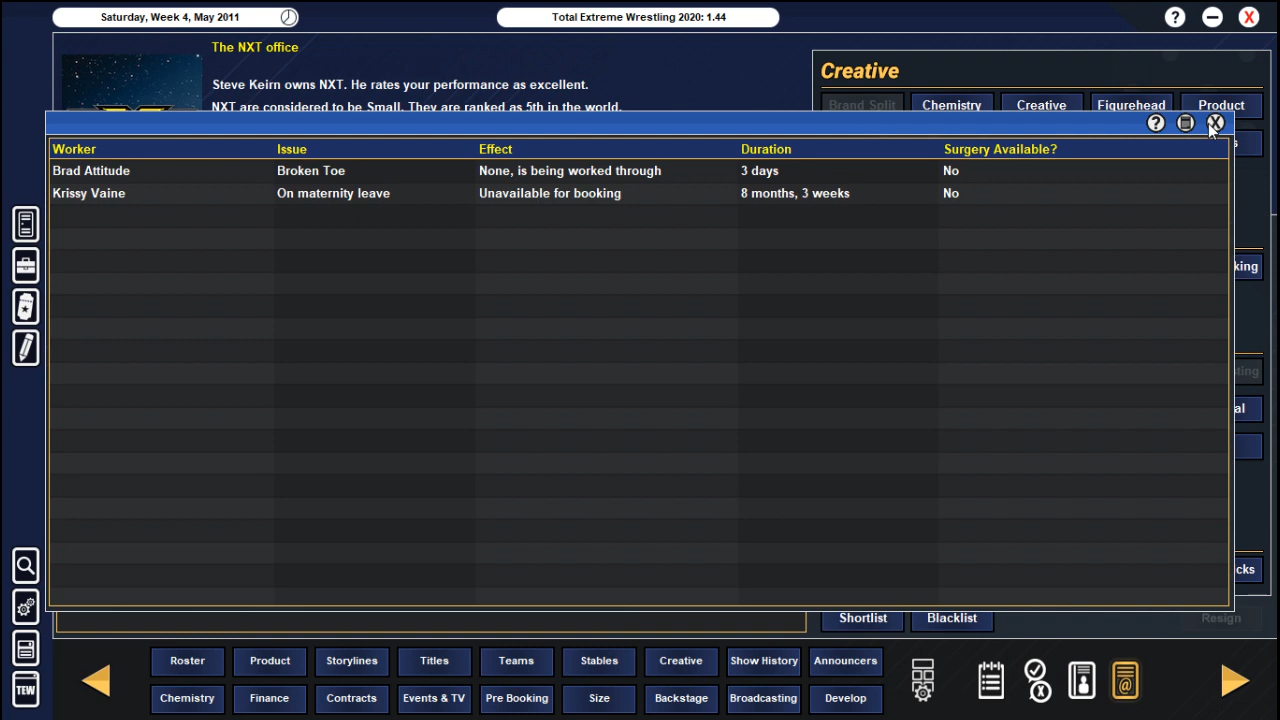 Saturday, Week 4, May 2011
Total Extreme Wrestling 2020: 1.44
? X
The NXT office
Steve Keirn owns NXT. He rates your performance as excellent.
NXT are considered to be Small. They are ranked as 5th in the world.
Creative
Brand Split Chemistry Creative Figurehead Product
? X
Worker Issue Effect Duration Surgery Available?
Brad Attitude Broken Toe None, is being worked through 3 days No
Krissy Vaine On maternity leave Unavailable for booking 8 months, 3 weeks No
Shortlist Blacklist Resign
TEW
Roster Product Storylines Titles Teams Stables Creative Show History Announcers
Chemistry Finance Contracts Events & TV Pre Booking Size Backstage Broadcasting Develop